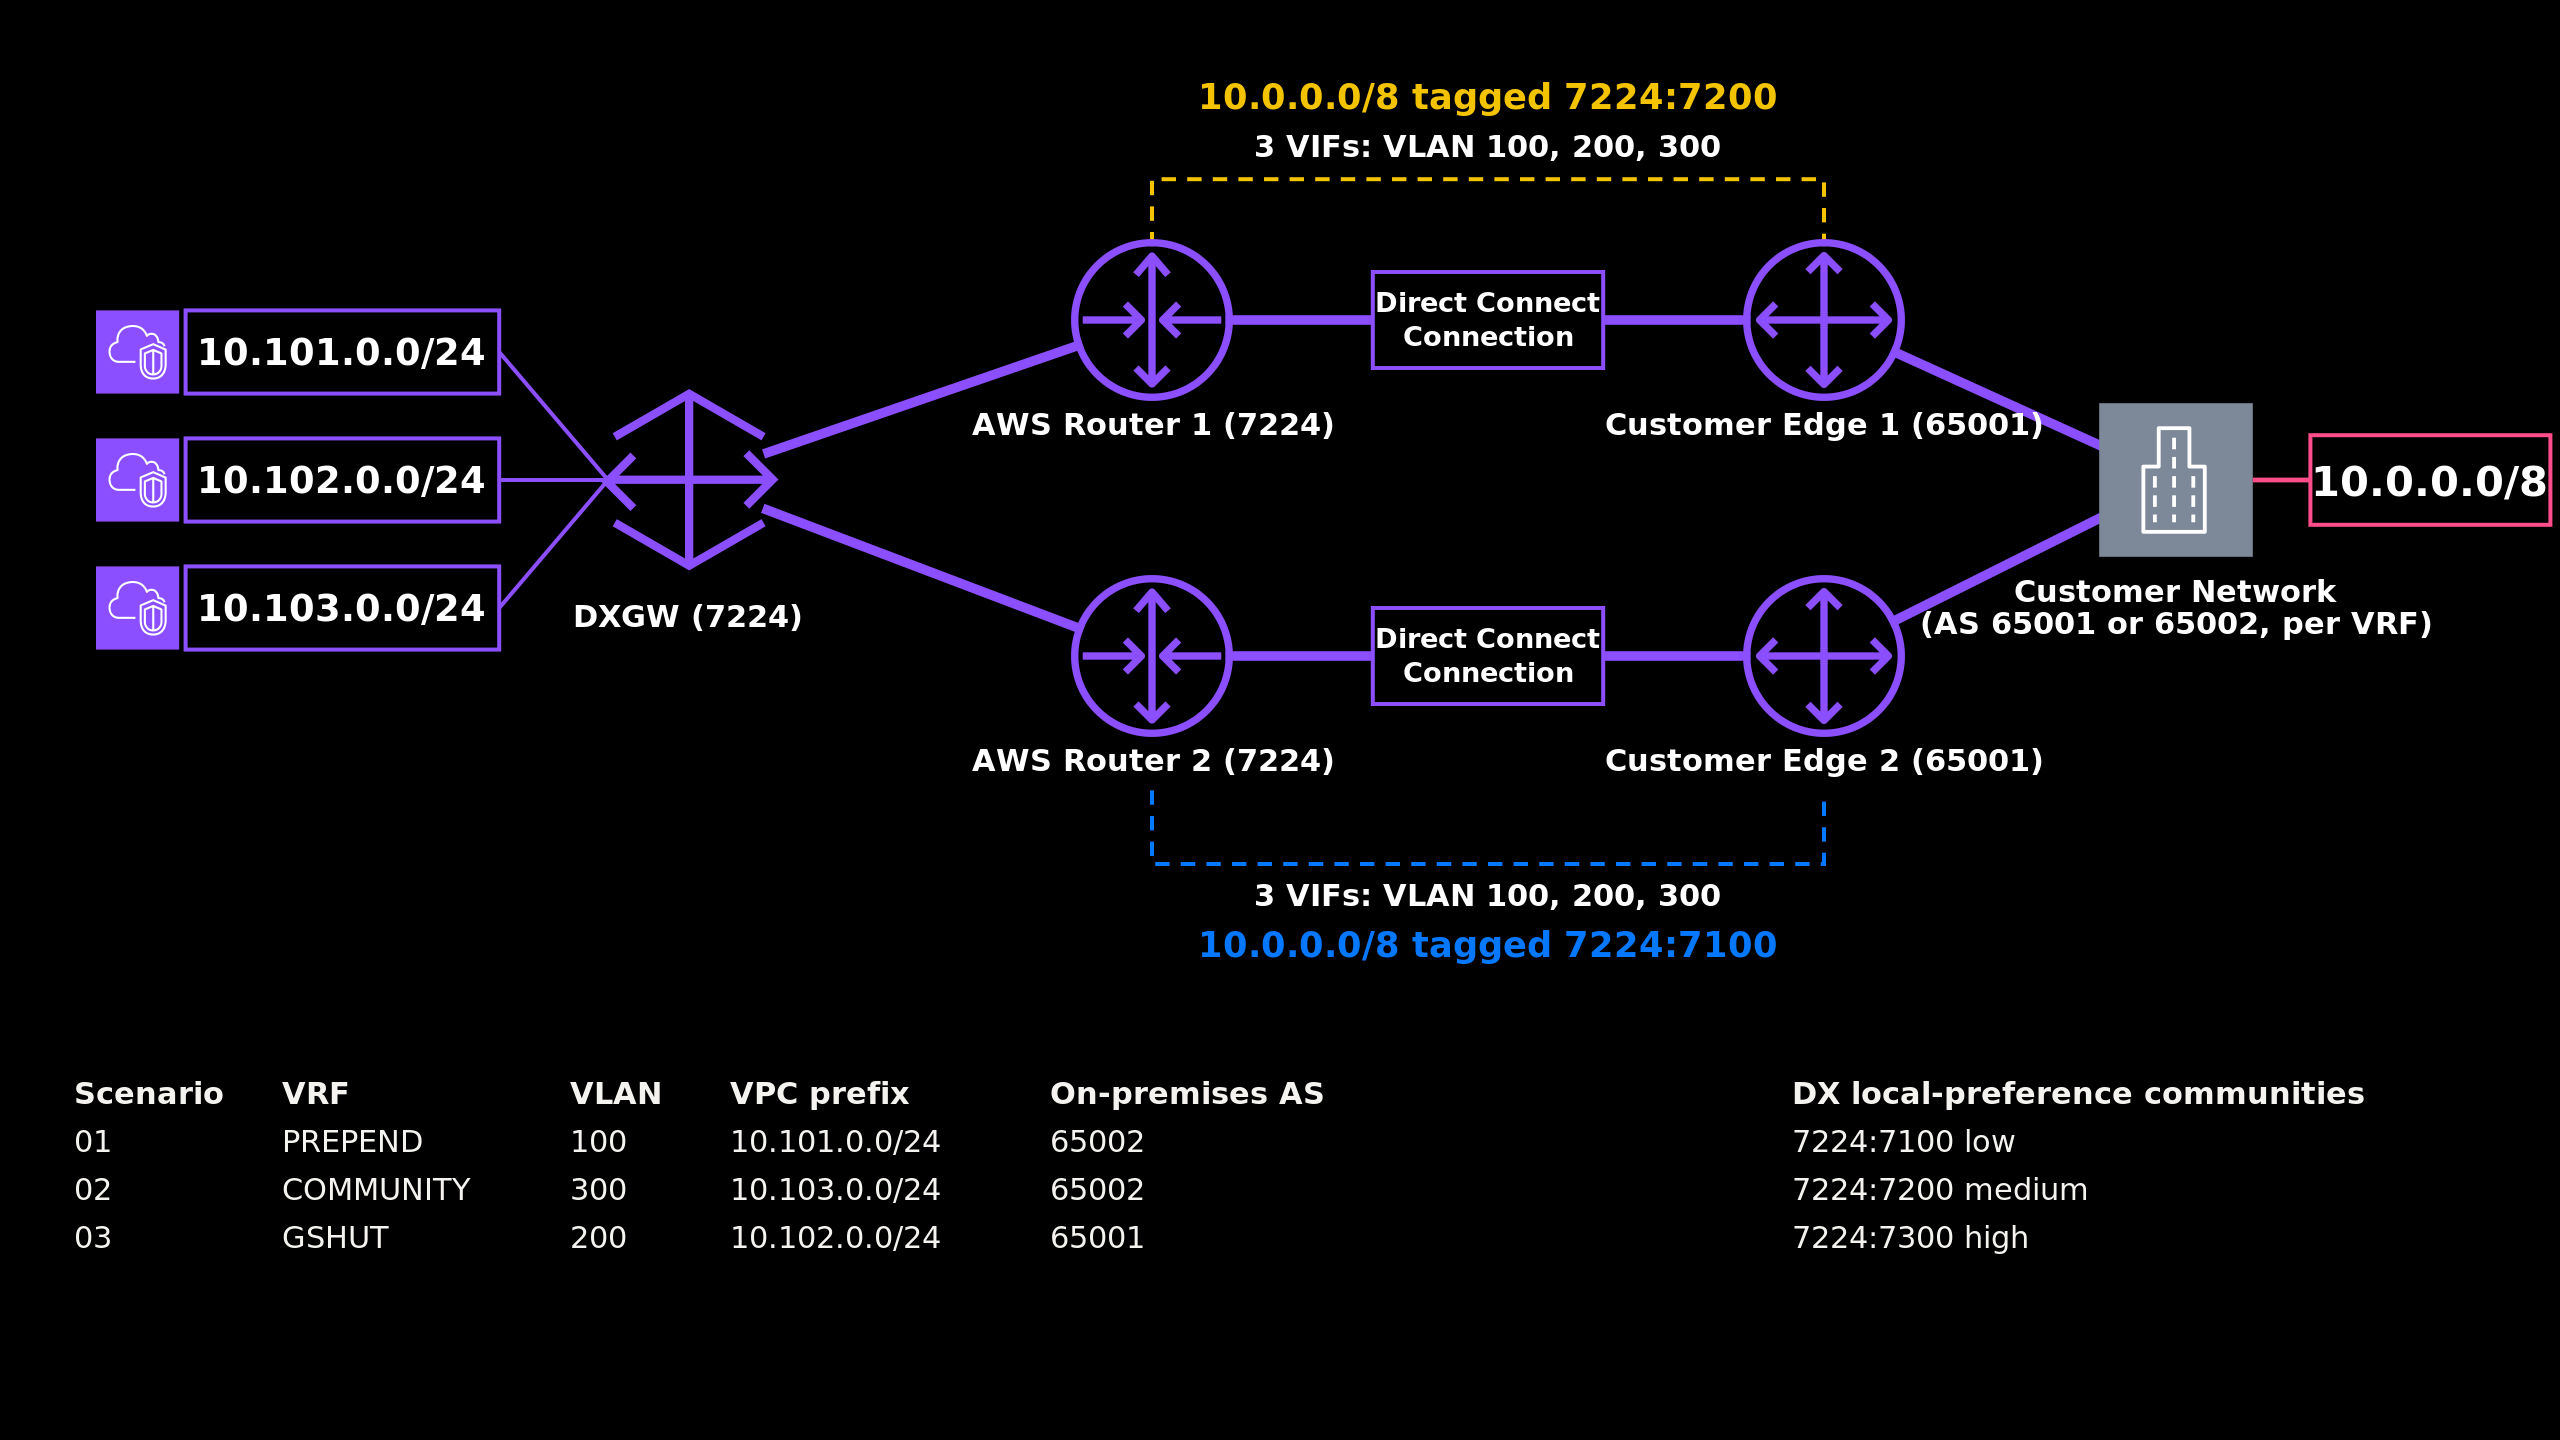 10.0.0.0/8 tagged 7224:7200
3 VIFs: VLAN 100, 200, 300
Direct Connect
Connection
10.101.0.0/24
AWS Router 1 (7224)
Customer Edge 1 (65001)
10.102.0.0/24
10.0.0.0/8
Customer Network
(AS 65001 or 65002, per VRF)
10.103.0.0/24
DXGW (7224)
Direct Connect
Connection
AWS Router 2 (7224)
Customer Edge 2 (65001)
3 VIFs: VLAN 100, 200, 300
10.0.0.0/8 tagged 7224:7100
Scenario VRF VLAN VPC prefix On-premises AS DX local-preference communities
01 PREPEND 100 10.101.0.0/24 65002 7224:7100 low
02 COMMUNITY 300 10.103.0.0/24 65002 7224:7200 medium
03 GSHUT 200 10.102.0.0/24 65001 7224:7300 high